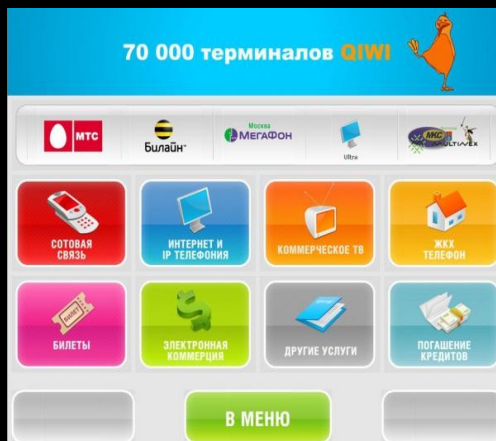 70 000 терминалов QIWI
МТС
Билайн
Москва
МЕГАФОН
Ultra
МКС
MULTIVEX
СОТОВАЯ
СВЯЗЬ
ИНТЕРНЕТ И
IP ТЕЛЕФОНИЯ
КОММЕРЧЕСКОЕ ТВ
ЖКХ
ТЕЛЕФОН
БИЛЕТ
БИЛЕТЫ
ЭЛЕКТРОННАЯ
КОММЕРЦИЯ
ДРУГИЕ УСЛУГИ
ПОГАШЕНИЕ
КРЕДИТОВ
В МЕНЮ